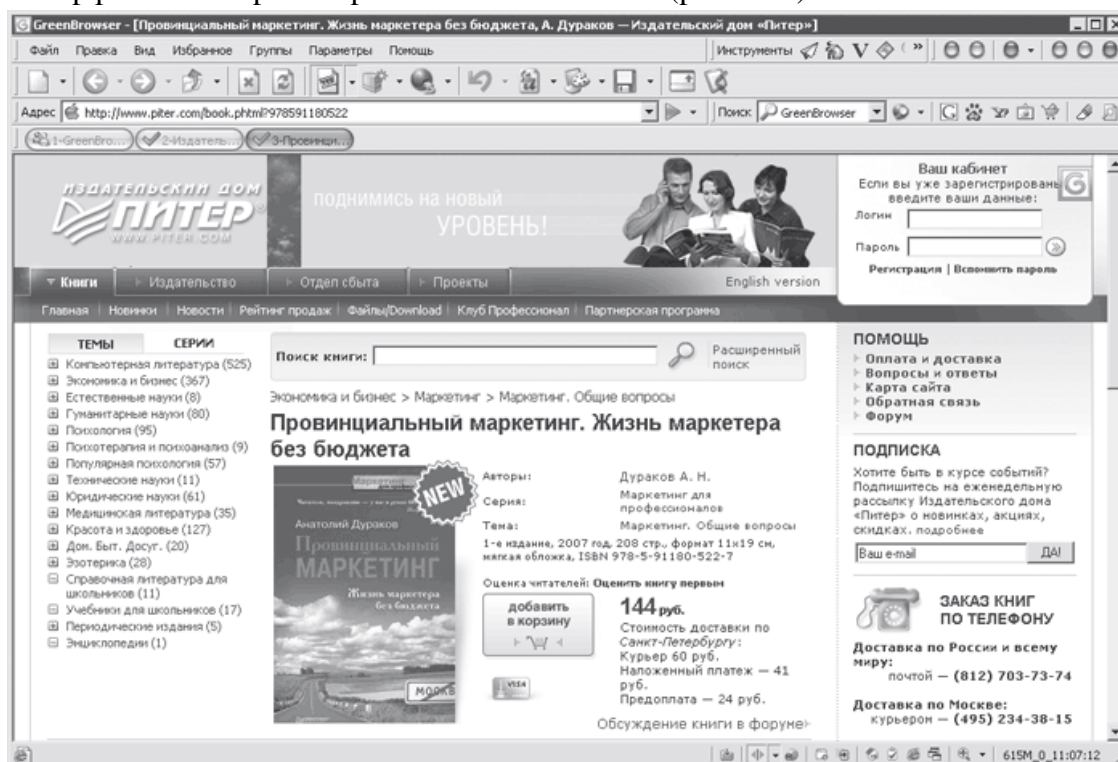 GreenBrowser - [Провинциальный маркетинг. Жизнь маркетера без бюджета, А. Дураков — Издательский дом «Питер»]
Файл Правка Вид Избранное Группы Параметры Помощь
Инструменты
Адрес http://www.piter.com/book.phtml?978591180522
Поиск GreenBrowser
1-GreenBro...
2-Издатель...
3-Провинци...
ИЗДАТЕЛЬСКИЙ ДОМ
ПИТЕР®
WWW.PITER.COM
ПОДНИМИСЬ НА НОВЫЙ
УРОВЕНЬ!
Ваш кабинет
Если вы уже зарегистрированы
введите ваши данные:
Логин
Пароль
Регистрация | Вспомнить пароль
Книги Издательство Отдел сбыта Проекты English version
Главная Новинки Новости Рейтинг продаж Файлы/Download Клуб Профессионал Партнерская программа
ТЕМЫ СЕРИИ
Компьютерная литература (525)
Экономика и бизнес (367)
Естественные науки (8)
Гуманитарные науки (80)
Психология (95)
Психотерапия и психоанализ (9)
Популярная психология (57)
Технические науки (11)
Юридические науки (61)
Медицинская литература (35)
Красота и здоровье (127)
Дом. Быт. Досуг. (20)
Эзотерика (28)
Справочная литература для
школьников (11)
Учебники для школьников (17)
Периодические издания (5)
Энциклопедии (1)
Поиск книги:
Расширенный
поиск
Экономика и бизнес > Маркетинг > Маркетинг. Общие вопросы
Провинциальный маркетинг. Жизнь маркетера
без бюджета
Маркетинг
NEW
Анатолий Дураков
Провинциальный
МАРКЕТИНГ
Жизнь маркетера
без бюджета
МОСКВ
Авторы: Дураков А. Н.
Серия: Маркетинг для
профессионалов
Тема: Маркетинг. Общие вопросы
1-е издание, 2007 год, 208 стр., формат 11x19 см,
мягкая обложка, ISBN 978-5-91180-522-7
Оценка читателей: Оценить книгу первым
добавить
в корзину
VISA
144 руб.
Стоимость доставки по
Санкт-Петербургу:
Курьер 60 руб.
Наложенный платеж — 41
руб.
Предоплата — 24 руб.
Обсуждение книги в форуме
ПОМОЩЬ
Оплата и доставка
Вопросы и ответы
Карта сайта
Обратная связь
Форум
ПОДПИСКА
Хотите быть в курсе событий?
Подпишитесь на еженедельную
рассылку Издательского дома
«Питер» о новинках, акциях,
скидках. подробнее
Ваш e-mail
ДА!
ЗАКАЗ КНИГ
ПО ТЕЛЕФОНУ
Доставка по России и всему
миру:
почтой — (812) 703-73-74
Доставка по Москве:
курьером — (495) 234-38-15
615M_0_11:07:12